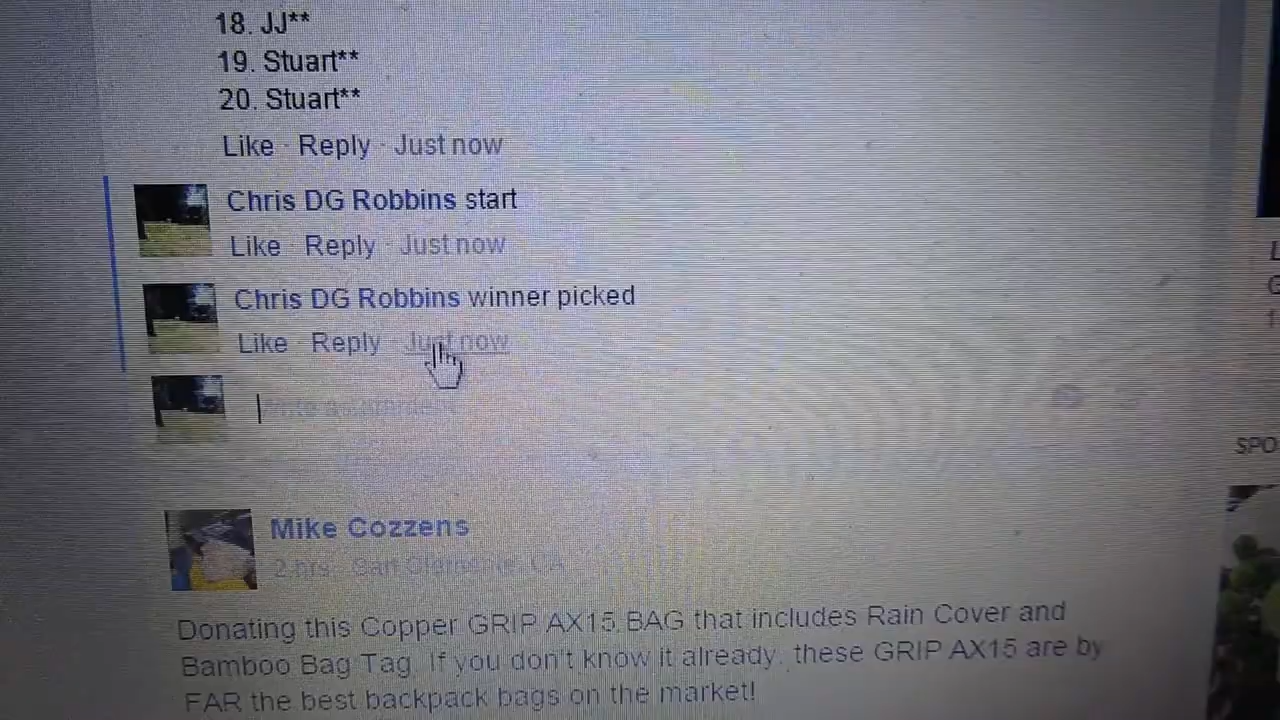 18. JJ**
19. Stuart**
20. Stuart**
Like · Reply · Just now
Chris DG Robbins start
Like · Reply · Just now
Chris DG Robbins winner picked
Like · Reply · Just now
Write a comment...
SPO
Mike Cozzens
2 hrs · San Clemente, CA
Donating this Copper GRIP AX15 BAG that includes Rain Cover and
Bamboo Bag Tag. If you don't know it already, these GRIP AX15 are by
FAR the best backpack bags on the market!